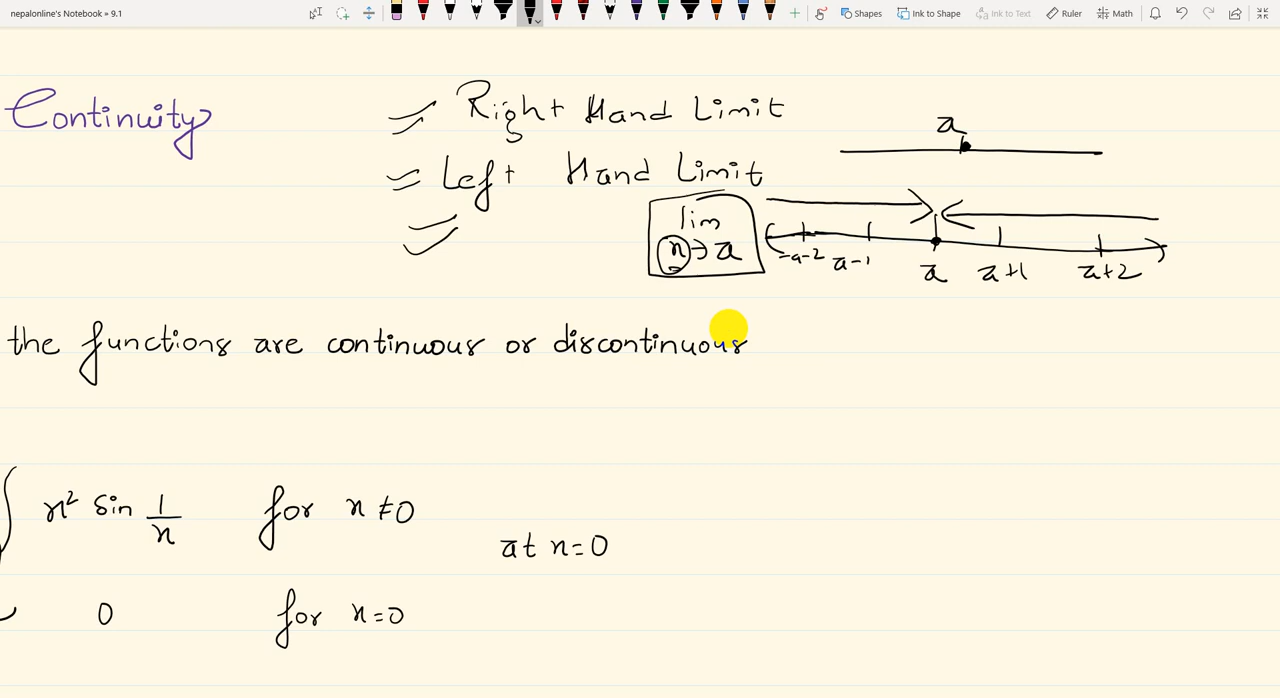 nepalonline's Notebook » 9.1
Shapes Ink to Shape Ink to Text Ruler Math
Continuity
Right Hand Limit
Left Hand Limit
a
lim
x→a
-a-2 a-1 a a+1 a+2
the functions are continuous or discontinuous
x² sin 1/x for x ≠ 0
at x=0
0 for x=0